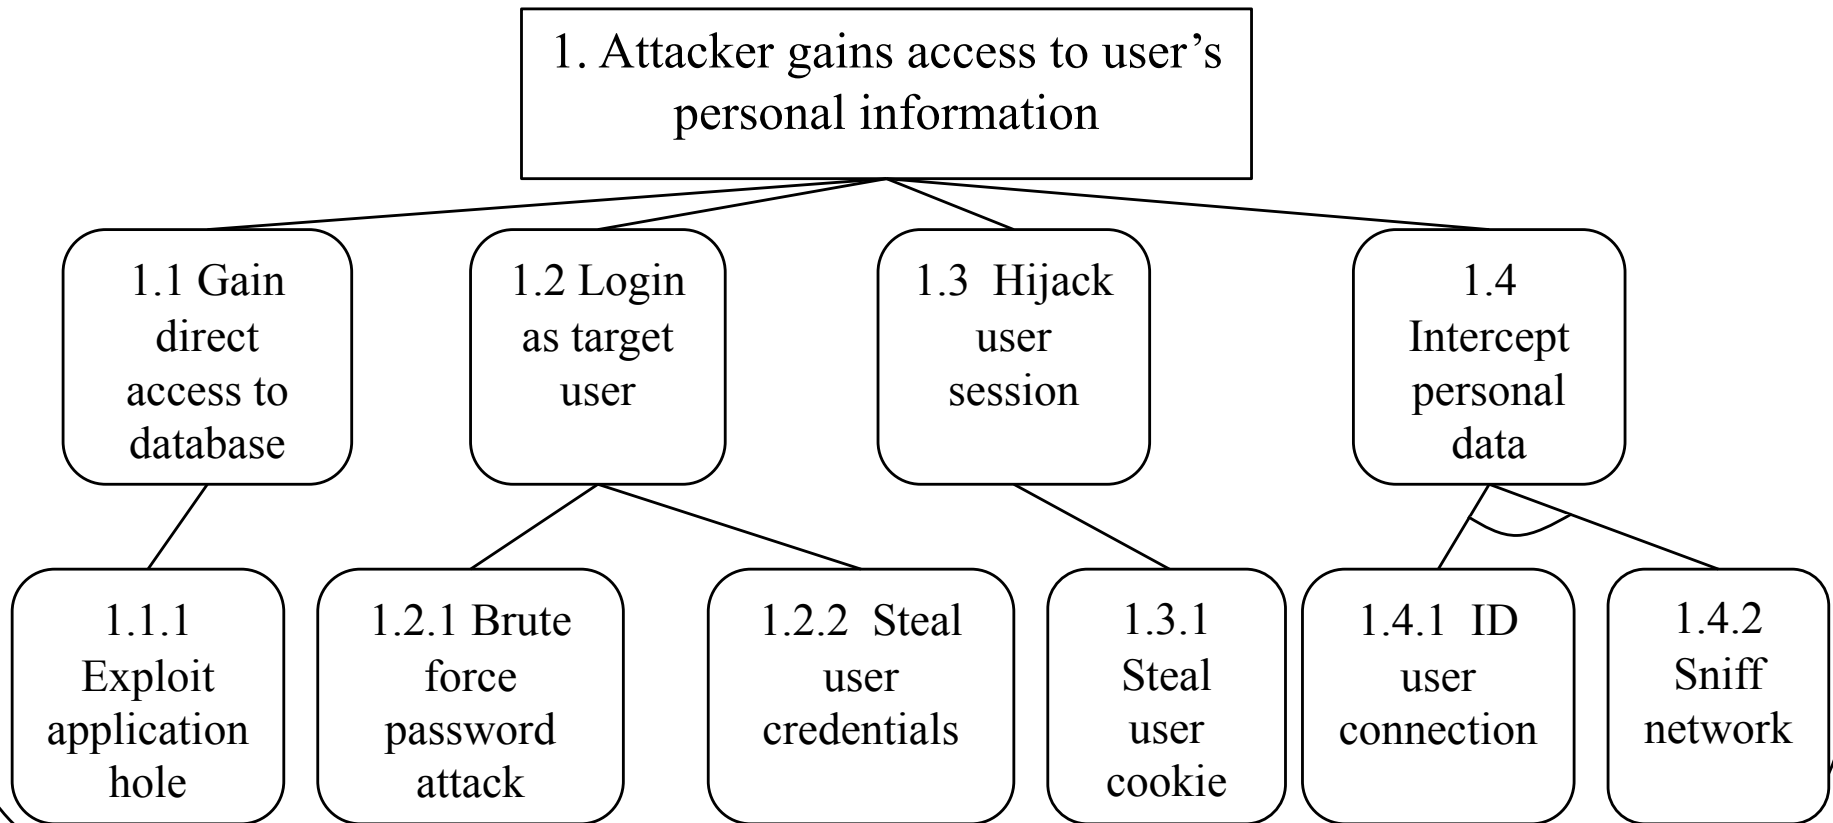 1. Attacker gains access to user’s
personal information
1.1 Gain
direct
access to
database
1.2 Login
as target
user
1.3  Hijack
user
session
1.4
Intercept
personal
data
1.1.1
Exploit
application
hole
1.2.1 Brute
force
password
attack
1.2.2  Steal
user
credentials
1.3.1
Steal
user
cookie
1.4.1  ID
user
connection
1.4.2
Sniff
network